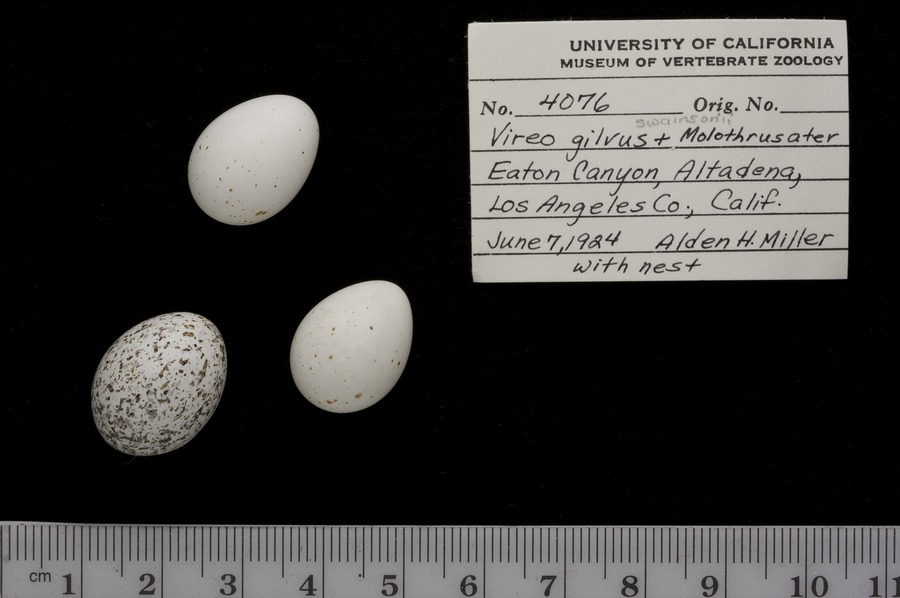 UNIVERSITY OF CALIFORNIA
MUSEUM OF VERTEBRATE ZOOLOGY
No. 4076 Orig. No.
swainsonii
Vireo gilvus + Molothrus ater
Eaton Canyon, Altadena,
Los Angeles Co., Calif.
June 7, 1924 Alden H. Miller
with nest
cm 1 2 3 4 5 6 7 8 9 10 11